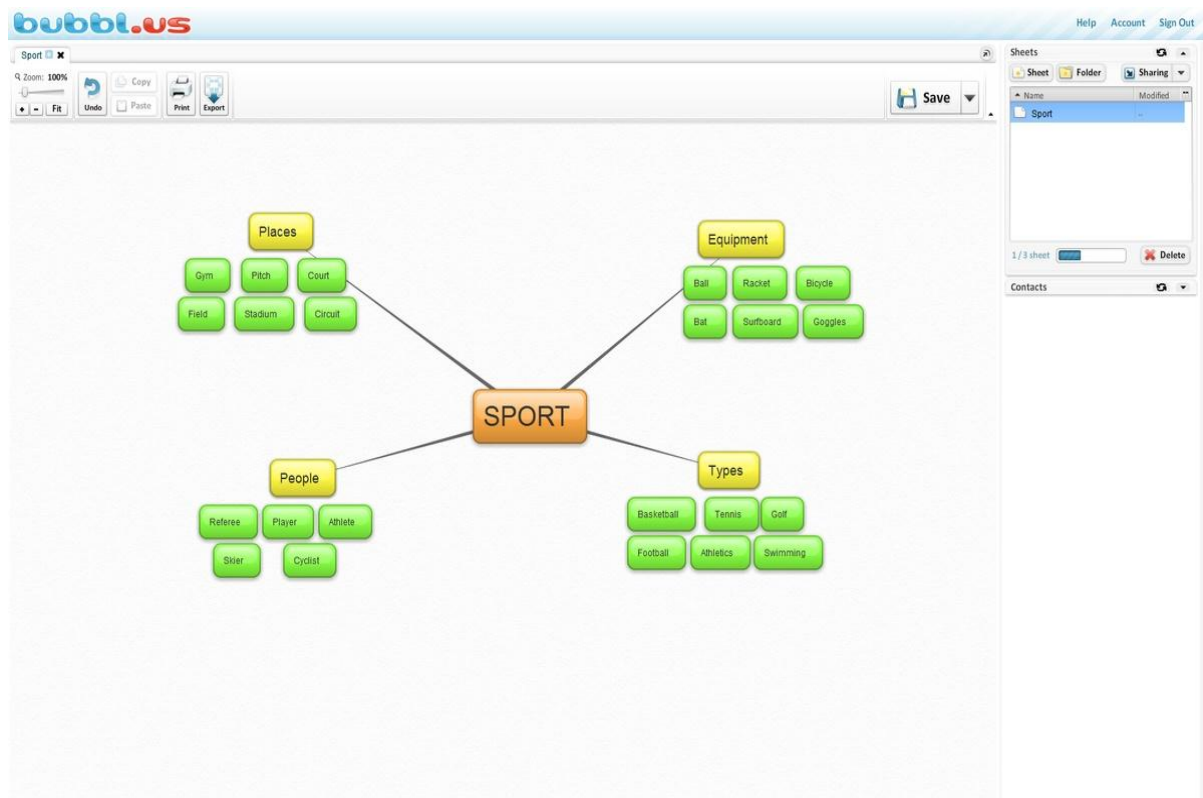 bubbl.us
Help Account Sign Out
Sport
Zoom: 100%
+ - Fit
Undo
Copy
Paste
Print
Export
Save
Sheets
Sheet Folder Sharing
Name Modified
Sport ..
1 / 3 sheet Delete
Contacts
Places
Gym Pitch Court
Field Stadium Circuit
Equipment
Ball Racket Bicycle
Bat Surfboard Goggles
SPORT
People
Referee Player Athlete
Skier Cyclist
Types
Basketball Tennis Golf
Football Athletics Swimming